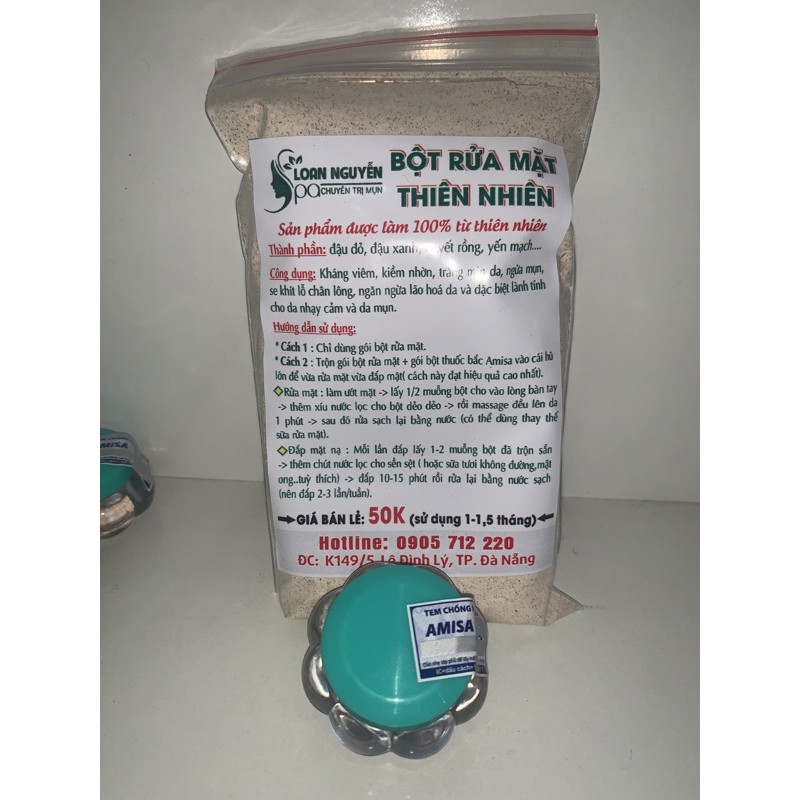 LOAN NGUYỄN
Spa CHUYÊN TRỊ MỤN
BỘT RỬA MẶT
THIÊN NHIÊN
Sản phẩm được làm 100% từ thiên nhiên
Thành phần: đậu đỏ, đậu xanh, rồng, yến mạch....
Công dụng: Kháng viêm, kiềm nhờn, trắng da, ngừa mụn,
se khít lỗ chân lông, ngăn ngừa lão hoá da và đặc biệt lành tính
cho da nhạy cảm và da mụn.
Hướng dẫn sử dụng:
* Cách 1 : Chỉ dùng gói bột rửa mặt.
* Cách 2 : Trộn gói bột rửa mặt + gói bột thuốc bắc Amisa vào cái hũ
lớn để vừa rửa mặt vừa đắp mặt( cách này đạt hiệu quả cao nhất).
Rửa mặt : làm ướt mặt -> lấy 1/2 muỗng bột cho vào lòng bàn tay
-> thêm xíu nước lọc cho bột dẻo dẻo -> rồi massage đều lên da
1 phút -> sau đó rửa sạch lại bằng nước (có thể dùng thay thế
sữa rửa mặt).
Đắp mặt nạ : Mỗi lần đắp lấy 1-2 muỗng bột đã trộn sẵn
-> thêm chút nước lọc cho sền sệt ( hoặc sữa tươi không đường,mật
ong..tuỳ thích) -> đắp 10-15 phút rồi rửa lại bằng nước sạch
(nên đắp 2-3 lần/tuần).
GIÁ BÁN LẺ: 50K (sử dụng 1-1,5 tháng)
Hotline: 0905 712 220
ĐC: K149/5 Lê Đình Lý, TP. Đà Nẵng
TEM CHỐNG
AMISA
AMISA